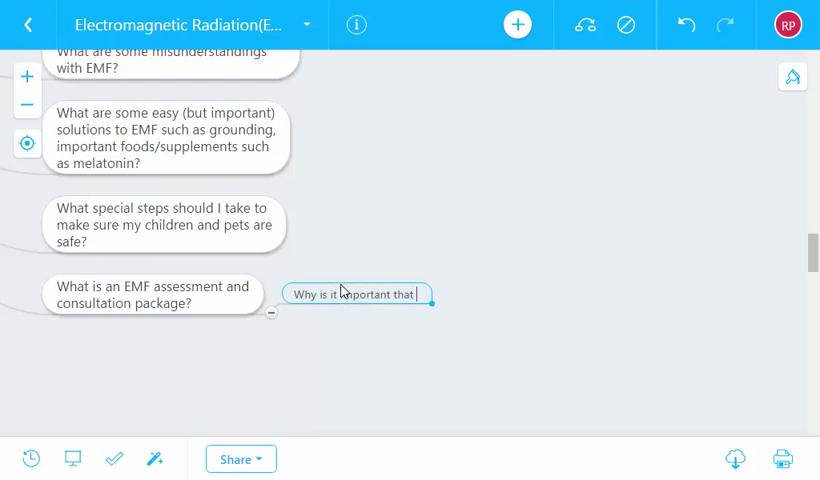 Electromagnetic Radiation(E...
RP
What are some misunderstandings
with EMF?
What are some easy (but important)
solutions to EMF such as grounding,
important foods/supplements such
as melatonin?
What special steps should I take to
make sure my children and pets are
safe?
What is an EMF assessment and
consultation package?
Why is it important that
Share